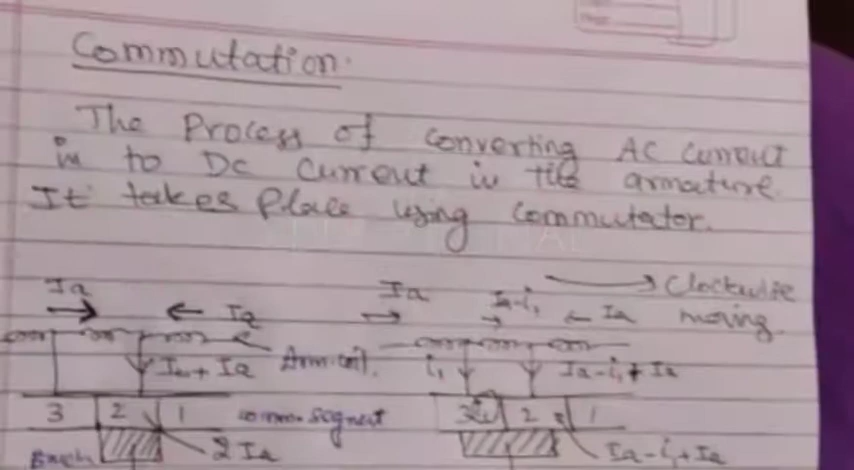 Commutation.
The Process of Converting AC current
in to DC Current in the armature.
It takes place using Commutator.
Ia
Ia
Ia
Ia-i1
Clockwise
Ia
moving.
Ia + Ia
Arm. coil.
i1
Ia-i1+Ia
3
2
1
comm. segment
3
2
1
2Ia
Ia-i1+Ia